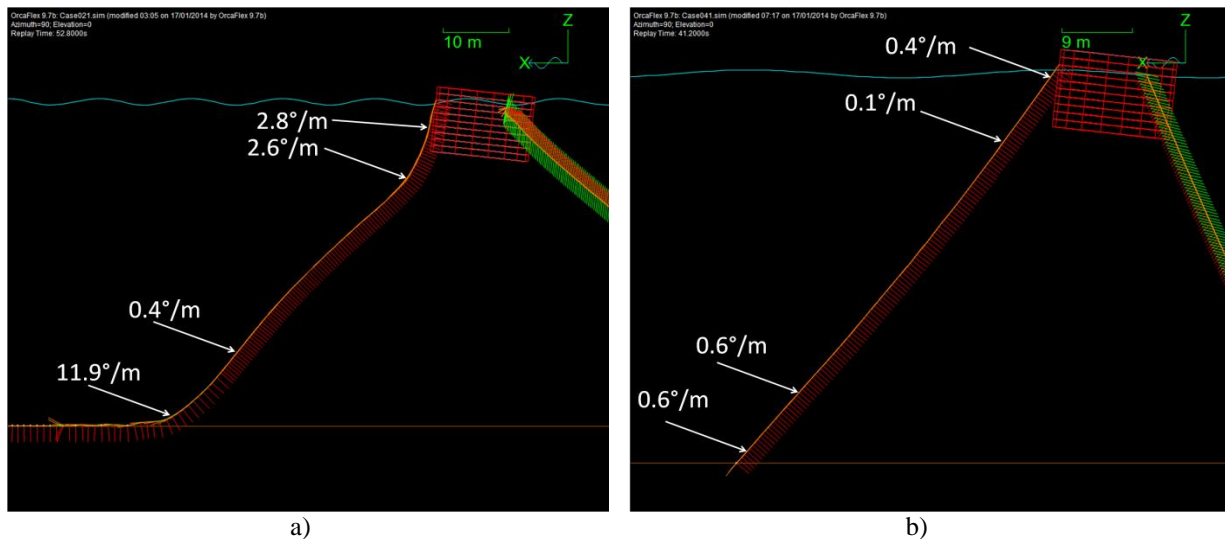 OrcaFlex 9.7b: Case021.sim (modified 03:05 on 17/01/2014 by OrcaFlex 9.7b)
Azimuth=90; Elevation=0
Replay Time: 52.8000s
10 m
Z
X
2.8°/m
2.6°/m
0.4°/m
11.9°/m
a)
OrcaFlex 9.7b: Case041.sim (modified 07:17 on 17/01/2014 by OrcaFlex 9.7b)
Azimuth=90; Elevation=0
Replay Time: 41.2000s
9 m
Z
X
0.4°/m
0.1°/m
0.6°/m
0.6°/m
b)